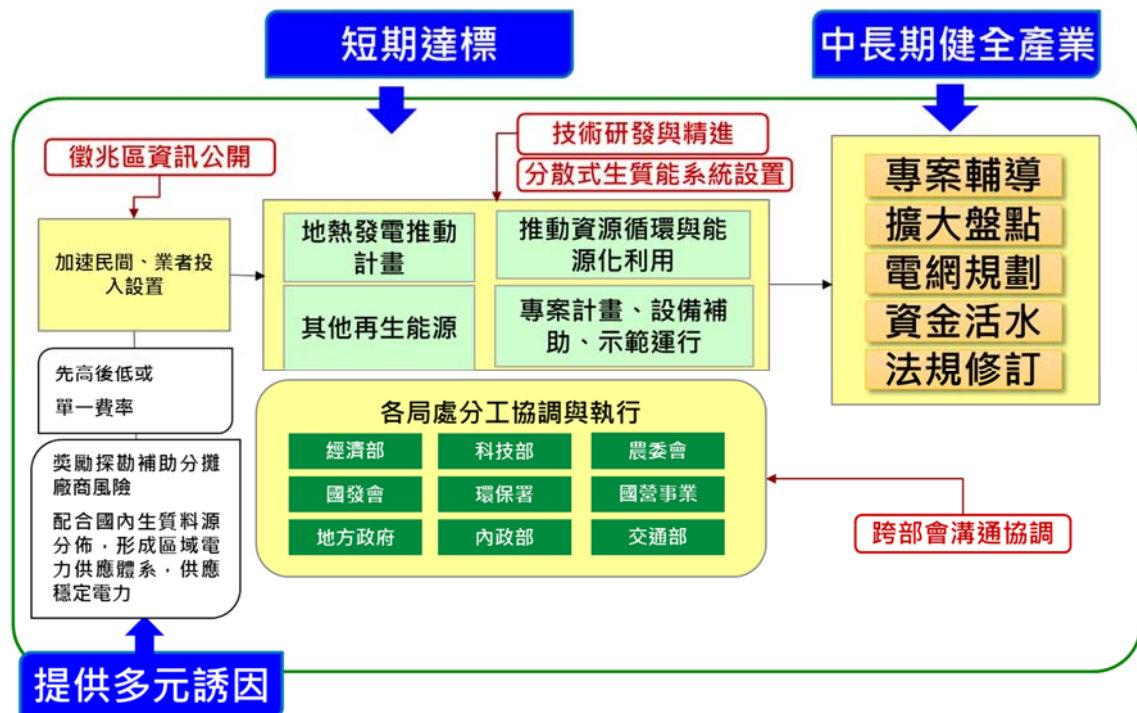 短期達標
中長期健全產業
徵兆區資訊公開
技術研發與精進
分散式生質能系統設置
加速民間、業者投
入設置
地熱發電推動
計畫
推動資源循環與能
源化利用
其他再生能源
專案計畫、設備補
助、示範運行
專案輔導
擴大盤點
電網規劃
資金活水
法規修訂
先高後低或
單一費率
獎勵探勘補助分攤
廠商風險
配合國內生質料源
分佈，形成區域電
力供應體系，供應
穩定電力
各局處分工協調與執行
經濟部
科技部
農委會
國發會
環保署
國營事業
地方政府
內政部
交通部
跨部會溝通協調
提供多元誘因